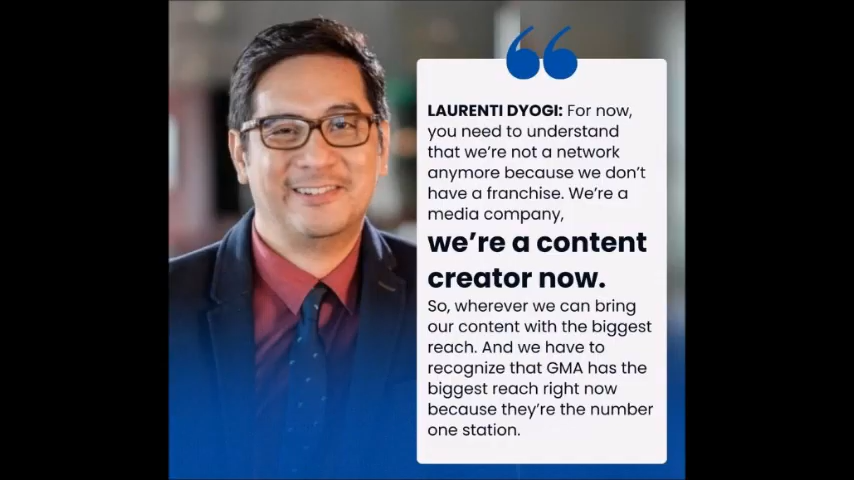 “
LAURENTI DYOGI: For now,
you need to understand
that we’re not a network
anymore because we don’t
have a franchise. We’re a
media company,
we’re a content
creator now.
So, wherever we can bring
our content with the biggest
reach. And we have to
recognize that GMA has the
biggest reach right now
because they’re the number
one station.